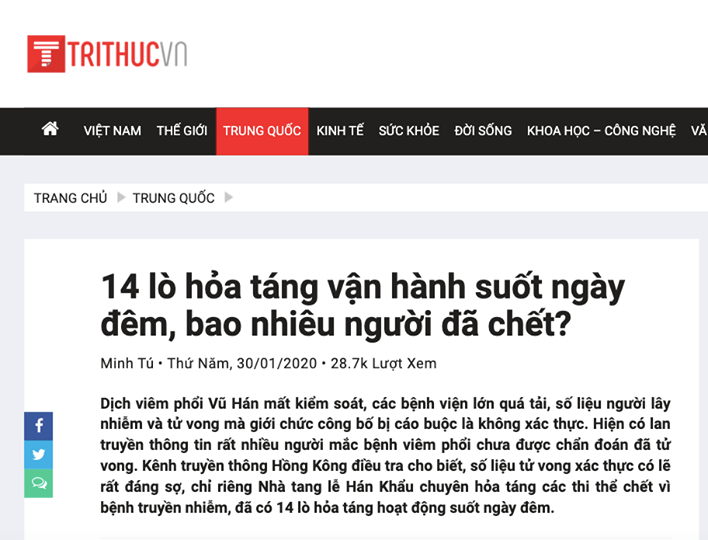 TRITHUCVN
VIỆT NAM THẾ GIỚI TRUNG QUỐC KINH TẾ SỨC KHỎE ĐỜI SỐNG KHOA HỌC – CÔNG NGHỆ VĂ
TRANG CHỦ TRUNG QUỐC
14 lò hỏa táng vận hành suốt ngày
đêm, bao nhiêu người đã chết?
Minh Tú • Thứ Năm, 30/01/2020 • 28.7k Lượt Xem
Dịch viêm phổi Vũ Hán mất kiểm soát, các bệnh viện lớn quá tải, số liệu người lây
nhiễm và tử vong mà giới chức công bố bị cáo buộc là không xác thực. Hiện có lan
truyền thông tin rất nhiều người mắc bệnh viêm phổi chưa được chẩn đoán đã tử
vong. Kênh truyền thông Hồng Kông điều tra cho biết, số liệu tử vong xác thực có lẽ
rất đáng sợ, chỉ riêng Nhà tang lễ Hán Khẩu chuyên hỏa táng các thi thể chết vì
bệnh truyền nhiễm, đã có 14 lò hỏa táng hoạt động suốt ngày đêm.